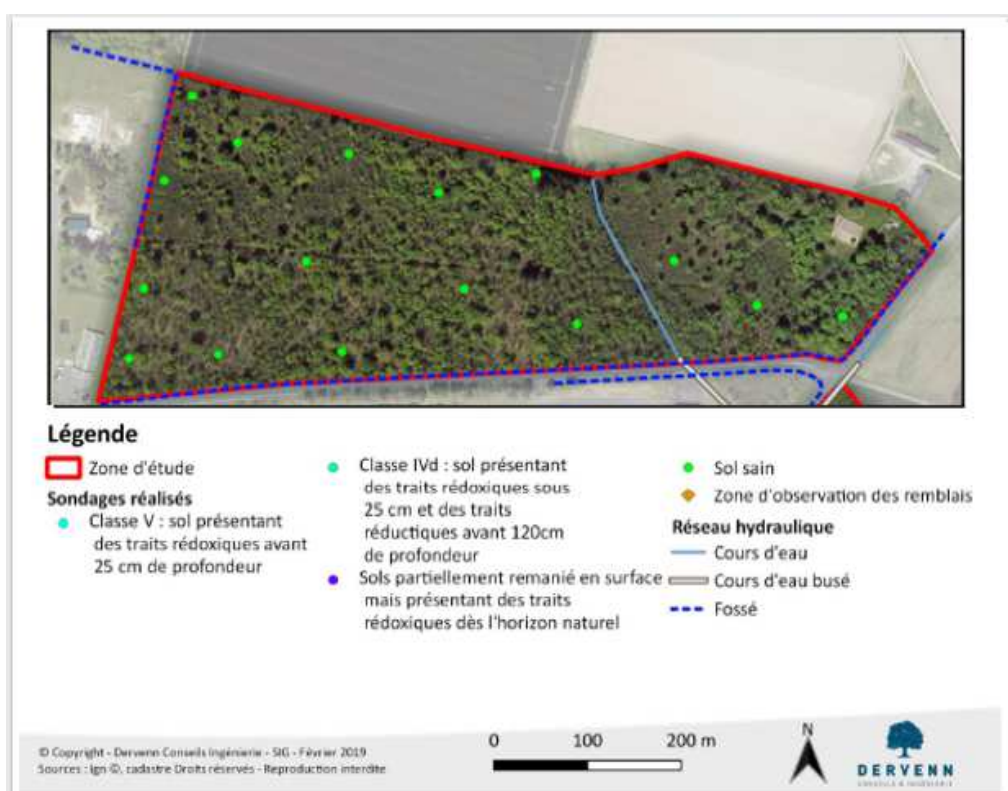 Légende
Zone d'étude
Sondages réalisés
Classe V : sol présentant
des traits rédoxiques avant
25 cm de profondeur
Classe IVd : sol présentant
des traits rédoxiques sous
25 cm et des traits
réductiques avant 120cm
de profondeur
Sols partiellement remanié en surface
mais présentant des traits
rédoxiques dès l'horizon naturel
Sol sain
Zone d'observation des remblais
Réseau hydraulique
Cours d'eau
Cours d'eau busé
Fossé
© Copyright - Dervenn Conseils Ingénierie - SIG - Février 2019
Sources : Ign ©, cadastre Droits réservés - Reproduction interdite
0 100 200 m
N
DERVENN
CONSEILS & INGÉNIERIE